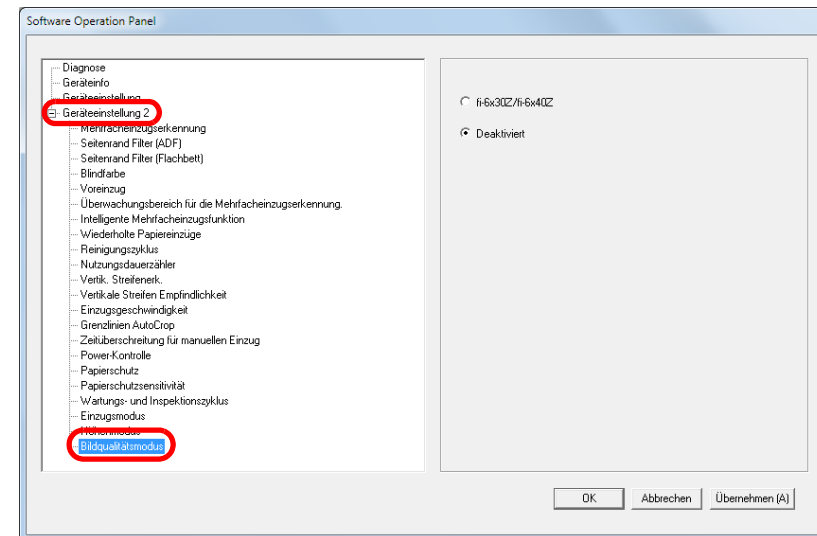 Software Operation Panel
Diagnose
Geräteinfo
Geräteeinstellung
Geräteeinstellung 2
Mehrfacheinzugserkennung
Seitenrand Filter (ADF)
Seitenrand Filter (Flachbett)
Blindfarbe
Voreinzug
Überwachungsbereich für die Mehrfacheinzugserkennung.
Intelligente Mehrfacheinzugsfunktion
Wiederholte Papiereinzüge
Reinigungszyklus
Nutzungsdauerzähler
Vertik. Streifenerk.
Vertikale Streifen Empfindlichkeit
Einzugsgeschwindigkeit
Grenzlinien AutoCrop
Zeitüberschreitung für manuellen Einzug
Power-Kontrolle
Papierschutz
Papierschutzsensitivität
Wartungs- und Inspektionszyklus
Einzugsmodus
Höhenmodus
Bildqualitätsmodus
fi-6x30Z/fi-6x40Z
Deaktiviert
OK
Abbrechen
Übernehmen (A)